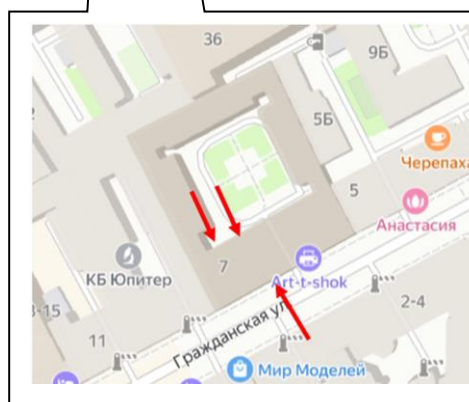 36
9Б
5Б
Черепаха
5
Анастасия
КБ Юпитер
7
Art-t-shok
3-15
2-4
11
Гражданская ул
Мир Моделей